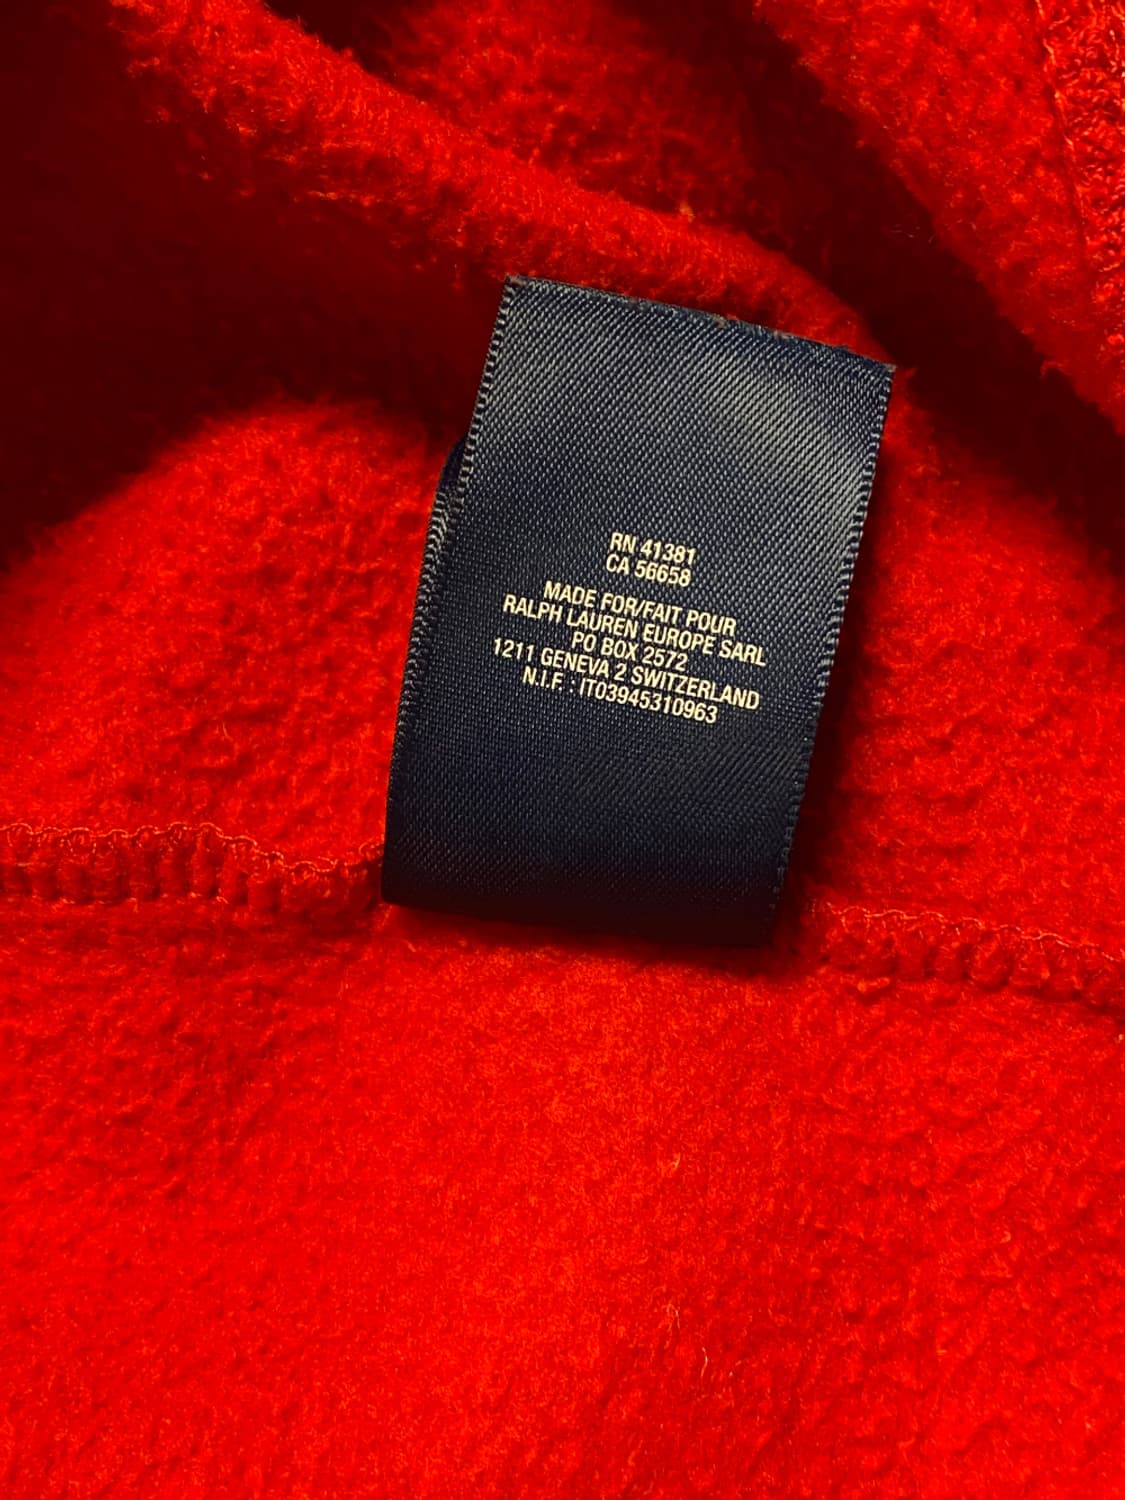 RN 41381
CA 56658
MADE FOR/FAIT POUR
RALPH LAUREN EUROPE SARL
PO BOX 2572
1211 GENEVA 2 SWITZERLAND
N.I.F. : IT03945310963